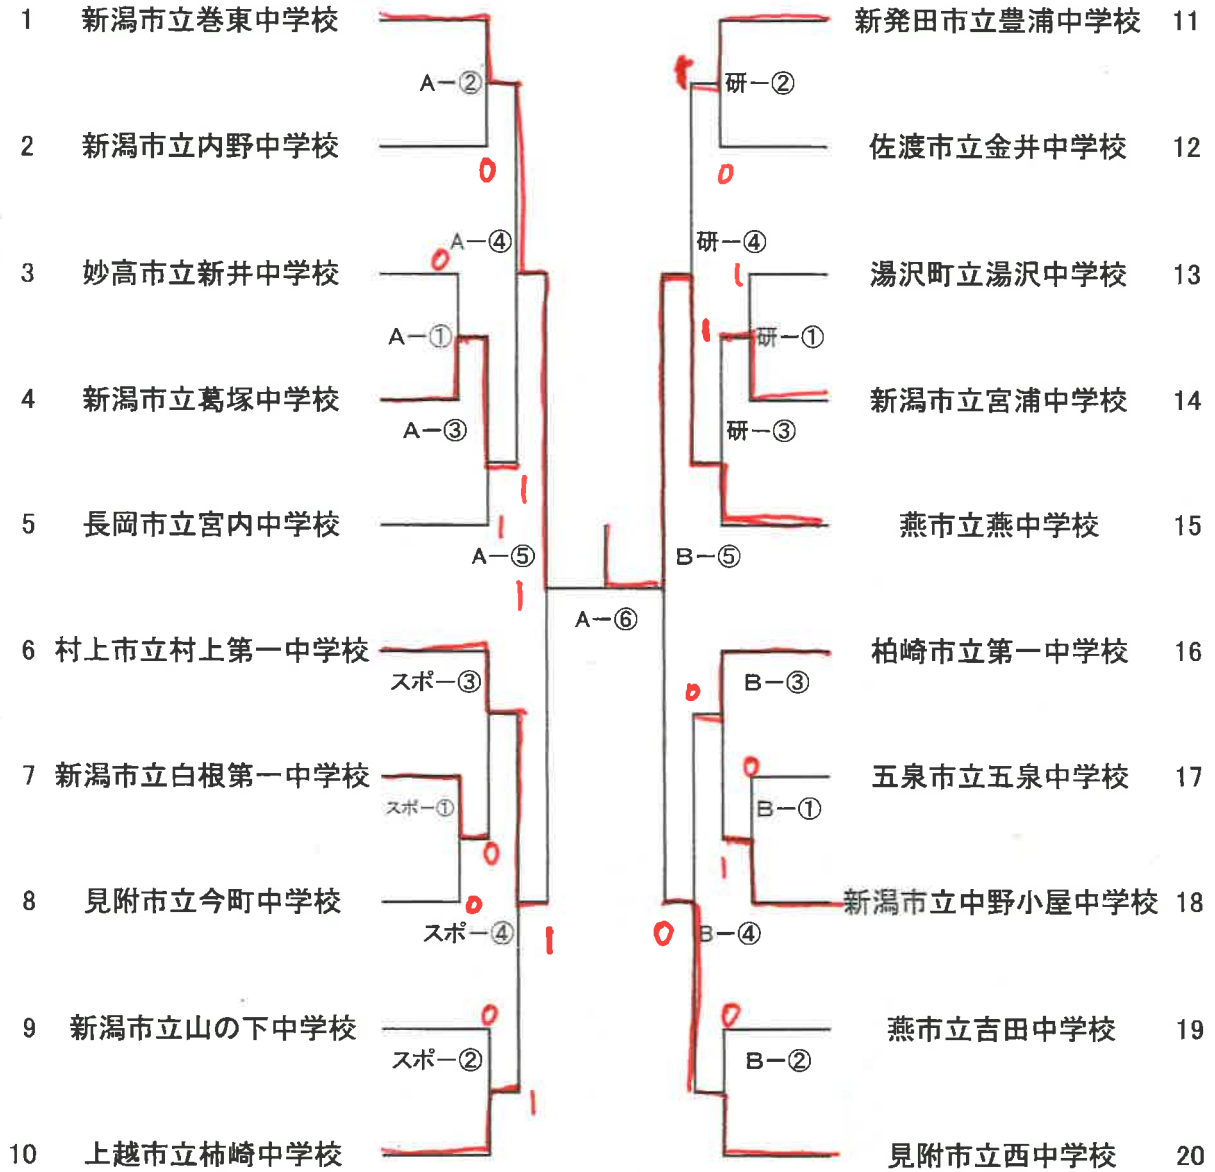 1 新潟市立巻東中学校
新発田市立豊浦中学校 11
A－②
研－②
2 新潟市立内野中学校
佐渡市立金井中学校 12
0
0
A－④
研－④
0
1
3 妙高市立新井中学校
湯沢町立湯沢中学校 13
A－①
1
研－①
4 新潟市立葛塚中学校
新潟市立宮浦中学校 14
A－③
研－③
1
1
5 長岡市立宮内中学校
燕市立燕中学校 15
A－⑤
B－⑤
1
A－⑥
6 村上市立村上第一中学校
柏崎市立第一中学校 16
スポ－③
B－③
0
7 新潟市立白根第一中学校
0
五泉市立五泉中学校 17
スポ－①
B－①
0
1
8 見附市立今町中学校
0
新潟市立中野小屋中学校 18
スポ－④
1
0
B－④
0
0
9 新潟市立山の下中学校
燕市立吉田中学校 19
スポ－②
B－②
1
10 上越市立柿崎中学校
見附市立西中学校 20